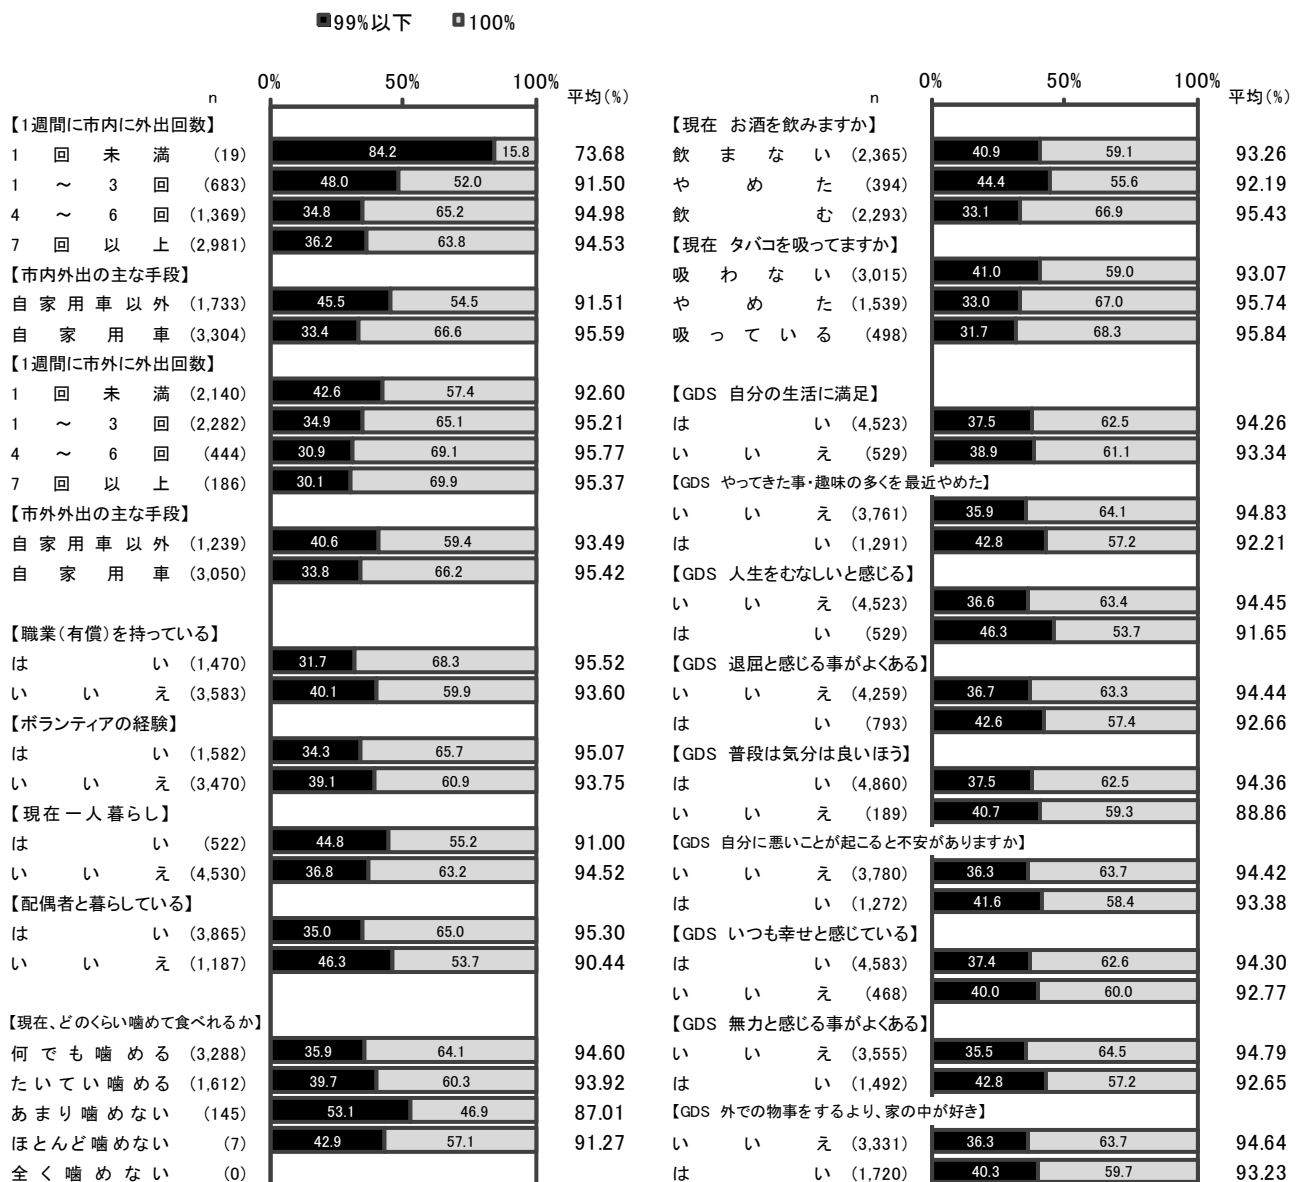 ■99%以下 □100%
0% 50% 100%
n 平均(%)
【1週間に市内に外出回数】
1回未満 (19) 84.2 15.8 73.68
1～3回 (683) 48.0 52.0 91.50
4～6回 (1,369) 34.8 65.2 94.98
7回以上 (2,981) 36.2 63.8 94.53
【市内外出の主な手段】
自家用車以外 (1,733) 45.5 54.5 91.51
自家用車 (3,304) 33.4 66.6 95.59
【1週間に市外に外出回数】
1回未満 (2,140) 42.6 57.4 92.60
1～3回 (2,282) 34.9 65.1 95.21
4～6回 (444) 30.9 69.1 95.77
7回以上 (186) 30.1 69.9 95.37
【市外外出の主な手段】
自家用車以外 (1,239) 40.6 59.4 93.49
自家用車 (3,050) 33.8 66.2 95.42
【職業(有償)を持っている】
はい (1,470) 31.7 68.3 95.52
いいえ (3,583) 40.1 59.9 93.60
【ボランティアの経験】
はい (1,582) 34.3 65.7 95.07
いいえ (3,470) 39.1 60.9 93.75
【現在一人暮らし】
はい (522) 44.8 55.2 91.00
いいえ (4,530) 36.8 63.2 94.52
【配偶者と暮らしている】
はい (3,865) 35.0 65.0 95.30
いいえ (1,187) 46.3 53.7 90.44
【現在、どのくらい噛めて食べれるか】
何でも噛める (3,288) 35.9 64.1 94.60
たいてい噛める (1,612) 39.7 60.3 93.92
あまり噛めない (145) 53.1 46.9 87.01
ほとんど噛めない (7) 42.9 57.1 91.27
全く噛めない (0)
0% 50% 100%
n 平均(%)
【現在 お酒を飲みますか】
飲まない (2,365) 40.9 59.1 93.26
やめた (394) 44.4 55.6 92.19
飲む (2,293) 33.1 66.9 95.43
【現在 タバコを吸ってますか】
吸わない (3,015) 41.0 59.0 93.07
やめた (1,539) 33.0 67.0 95.74
吸っている (498) 31.7 68.3 95.84
【GDS 自分の生活に満足】
はい (4,523) 37.5 62.5 94.26
いいえ (529) 38.9 61.1 93.34
【GDS やってきた事・趣味の多くを最近やめた】
いいえ (3,761) 35.9 64.1 94.83
はい (1,291) 42.8 57.2 92.21
【GDS 人生をむなしいと感じる】
いいえ (4,523) 36.6 63.4 94.45
はい (529) 46.3 53.7 91.65
【GDS 退屈と感じる事がよくある】
いいえ (4,259) 36.7 63.3 94.44
はい (793) 42.6 57.4 92.66
【GDS 普段は気分は良いほう】
はい (4,860) 37.5 62.5 94.36
いいえ (189) 40.7 59.3 88.86
【GDS 自分に悪いことが起こると不安がありますか】
いいえ (3,780) 36.3 63.7 94.42
はい (1,272) 41.6 58.4 93.38
【GDS いつも幸せと感じている】
はい (4,583) 37.4 62.6 94.30
いいえ (468) 40.0 60.0 92.77
【GDS 無力と感じる事がよくある】
いいえ (3,555) 35.5 64.5 94.79
はい (1,492) 42.8 57.2 92.65
【GDS 外での物事をするより、家の中が好き】
いいえ (3,331) 36.3 63.7 94.64
はい (1,720) 40.3 59.7 93.23